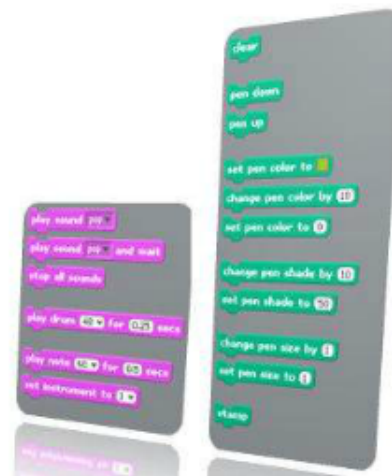 play sound pop
play sound pop and wait
stop all sounds
play drum 48 for 0.25 secs
play note 60 for 0.5 secs
set instrument to 1
clear
pen down
pen up
set pen color to
change pen color by 10
set pen color to 0
change pen shade by 10
set pen shade to 50
change pen size by 1
set pen size to 1
stamp